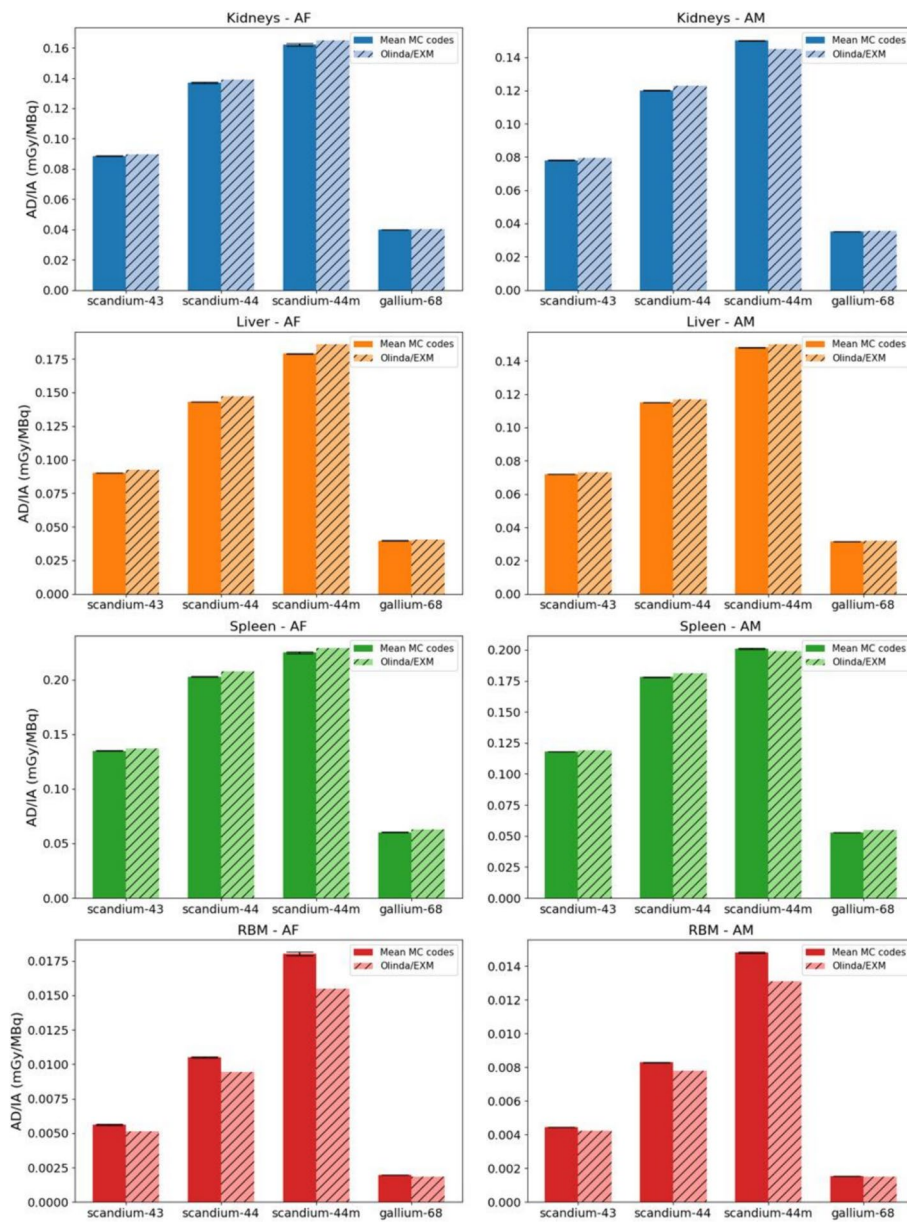 Kidneys - AF
Mean MC codes
Olinda/EXM
AD/IA (mGy/MBq)
0.16
0.14
0.12
0.10
0.08
0.06
0.04
0.02
0.00
scandium-43 scandium-44 scandium-44m gallium-68
Kidneys - AM
Mean MC codes
Olinda/EXM
0.14
0.12
0.10
0.08
0.06
0.04
0.02
0.00
scandium-43 scandium-44 scandium-44m gallium-68
Liver - AF
Mean MC codes
Olinda/EXM
AD/IA (mGy/MBq)
0.175
0.150
0.125
0.100
0.075
0.050
0.025
0.000
scandium-43 scandium-44 scandium-44m gallium-68
Liver - AM
Mean MC codes
Olinda/EXM
0.14
0.12
0.10
0.08
0.06
0.04
0.02
0.00
scandium-43 scandium-44 scandium-44m gallium-68
Spleen - AF
Mean MC codes
Olinda/EXM
AD/IA (mGy/MBq)
0.20
0.15
0.10
0.05
0.00
scandium-43 scandium-44 scandium-44m gallium-68
Spleen - AM
Mean MC codes
Olinda/EXM
0.200
0.175
0.150
0.125
0.100
0.075
0.050
0.025
0.000
scandium-43 scandium-44 scandium-44m gallium-68
RBM - AF
Mean MC codes
Olinda/EXM
AD/IA (mGy/MBq)
0.0175
0.0150
0.0125
0.0100
0.0075
0.0050
0.0025
0.0000
scandium-43 scandium-44 scandium-44m gallium-68
RBM - AM
Mean MC codes
Olinda/EXM
0.014
0.012
0.010
0.008
0.006
0.004
0.002
0.000
scandium-43 scandium-44 scandium-44m gallium-68